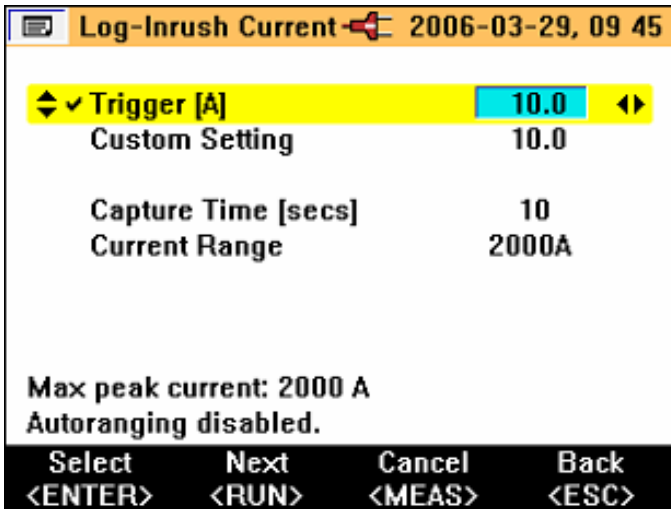 Log-Inrush Current 2006-03-29, 09 45
Trigger [A] 10.0
Custom Setting 10.0
Capture Time [secs] 10
Current Range 2000A
Max peak current: 2000 A
Autoranging disabled.
Select Next Cancel Back
<ENTER> <RUN> <MEAS> <ESC>